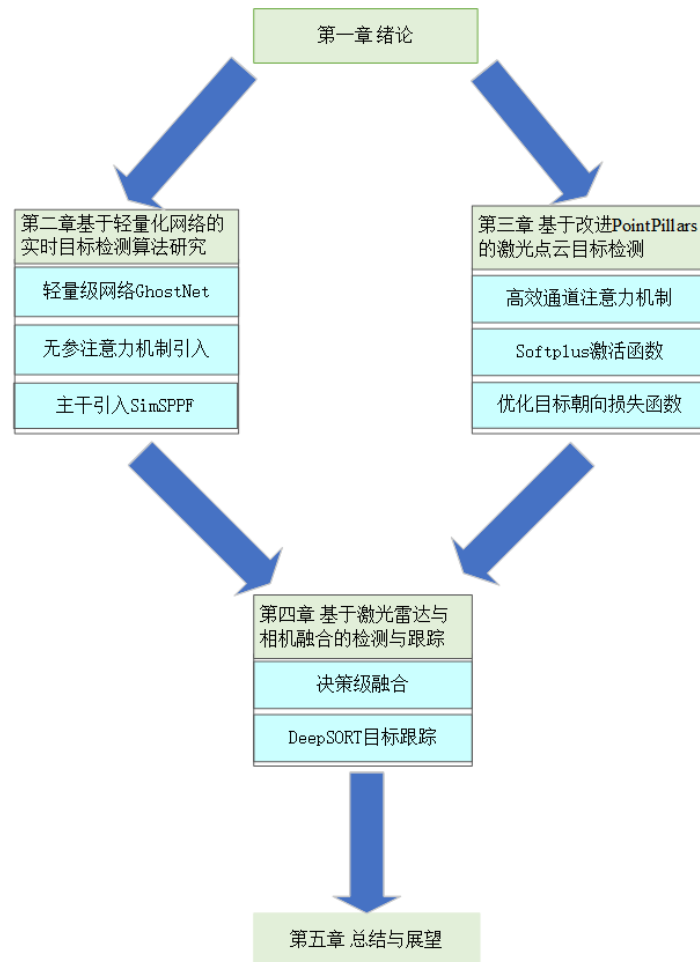 第一章 绪论
第二章基于轻量化网络的
实时目标检测算法研究
轻量级网络GhostNet
无参注意力机制引入
主干引入SimSPPF
第三章 基于改进PointPillars
的激光点云目标检测
高效通道注意力机制
Softplus激活函数
优化目标朝向损失函数
第四章 基于激光雷达与
相机融合的检测与跟踪
决策级融合
DeepSORT目标跟踪
第五章 总结与展望